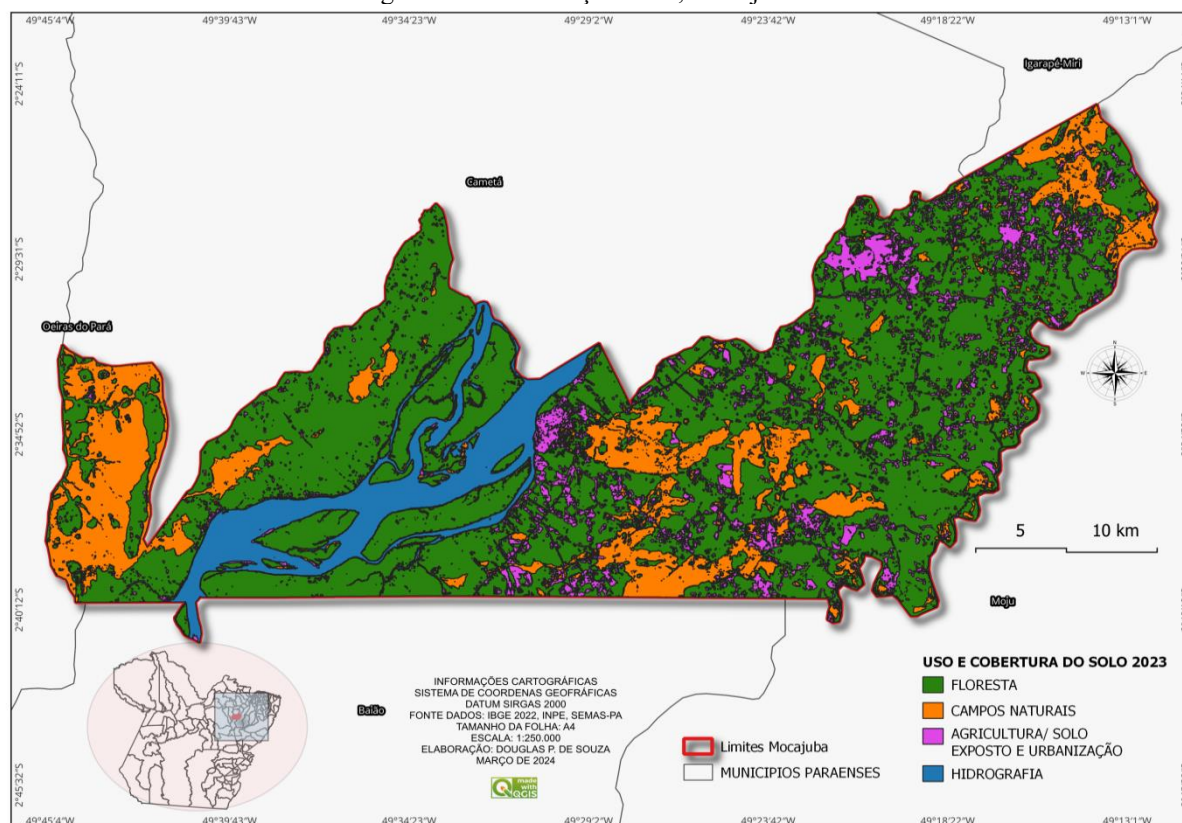 49°45'4"W 49°39'43"W 49°34'23"W 49°29'2"W 49°23'42"W 49°18'22"W 49°13'1"W
2°24'11"S
Igarapé-Miri
Cametá
2°29'31"S
Oeiras do Pará
2°34'52"S
5 10 km
2°40'12"S
Moju
Baião
INFORMAÇÕES CARTOGRÁFICAS
SISTEMA DE COORDENAS GEOFRÁFICAS
DATUM SIRGAS 2000
FONTE DADOS: IBGE 2022, INPE, SEMAS-PA
TAMANHO DA FOLHA: A4
ESCALA: 1:250.000
ELABORAÇÃO: DOUGLAS P. DE SOUZA
MARÇO DE 2024
made with QGIS
Limites Mocajuba
MUNICIPIOS PARAENSES
USO E COBERTURA DO SOLO 2023
FLORESTA
CAMPOS NATURAIS
AGRICULTURA/ SOLO
EXPOSTO E URBANIZAÇÃO
HIDROGRAFIA
2°45'32"S
49°45'4"W 49°39'43"W 49°34'23"W 49°29'2"W 49°23'42"W 49°18'22"W 49°13'1"W